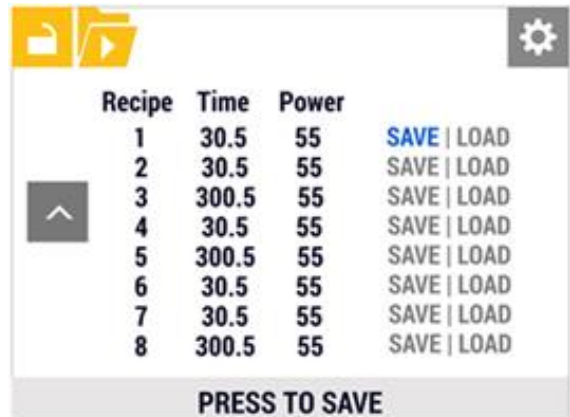 Recipe Time Power
1 30.5 55 SAVE | LOAD
2 30.5 55 SAVE | LOAD
3 300.5 55 SAVE | LOAD
4 30.5 55 SAVE | LOAD
5 300.5 55 SAVE | LOAD
6 30.5 55 SAVE | LOAD
7 30.5 55 SAVE | LOAD
8 300.5 55 SAVE | LOAD
PRESS TO SAVE